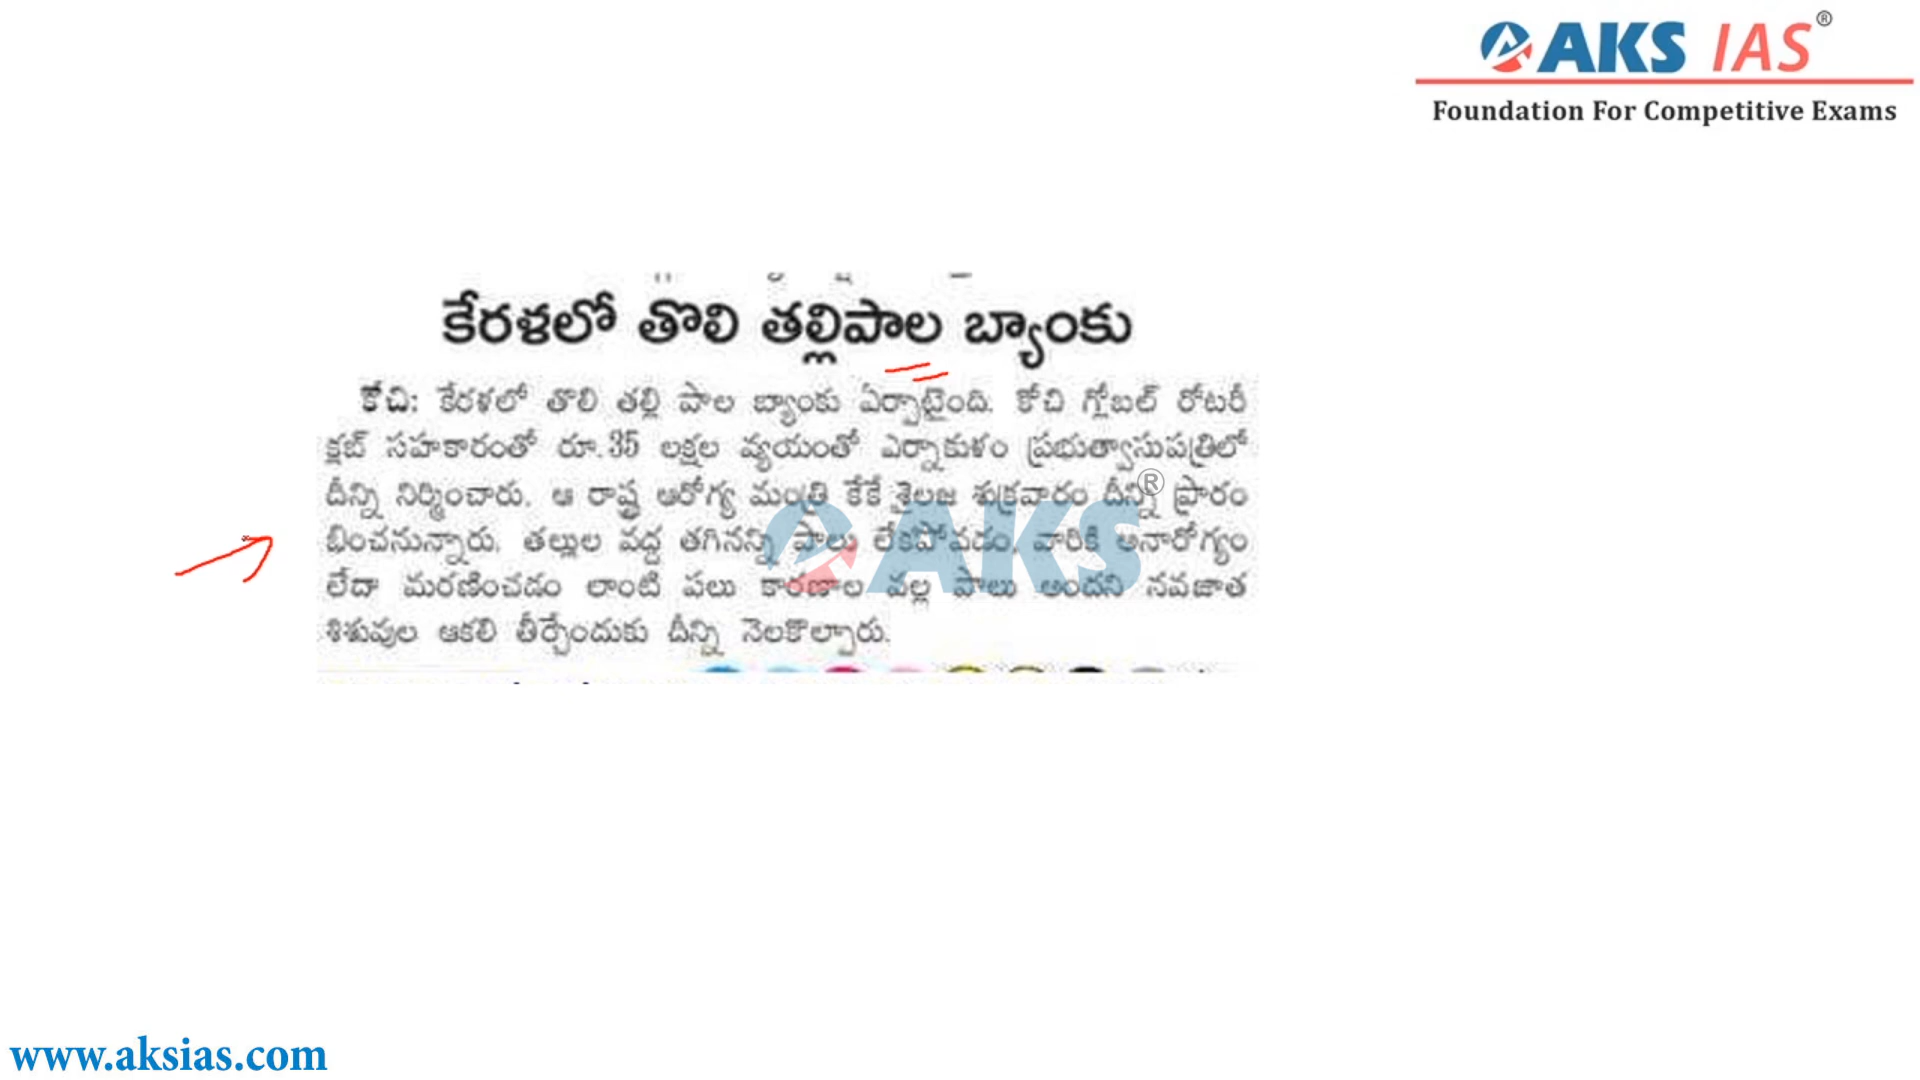 AKS IAS®
Foundation For Competitive Exams
కేరళలో తొలి తల్లిపాల బ్యాంకు
కోచి: కేరళలో తొలి తల్లి పాల బ్యాంకు ఏర్పాటైంది. కోచి గ్లోబల్ రోటరీ
క్లబ్ సహకారంతో రూ.35 లక్షల వ్యయంతో ఎర్నాకుళం ప్రభుత్వాసుపత్రిలో
దీన్ని నిర్మించారు. ఆ రాష్ట్ర ఆరోగ్య మంత్రి కేకే శైలజ శుక్రవారం దీన్ని ప్రారం
భించనున్నారు. తల్లుల వద్ద తగినన్ని పాలు లేకపోవడం, వారికి అనారోగ్యం
లేదా మరణించడం లాంటి పలు కారణాల వల్ల పాలు అందని నవజాత
శిశువుల ఆకలి తీర్చేందుకు దీన్ని నెలకొల్పారు.
AKS®
www.aksias.com